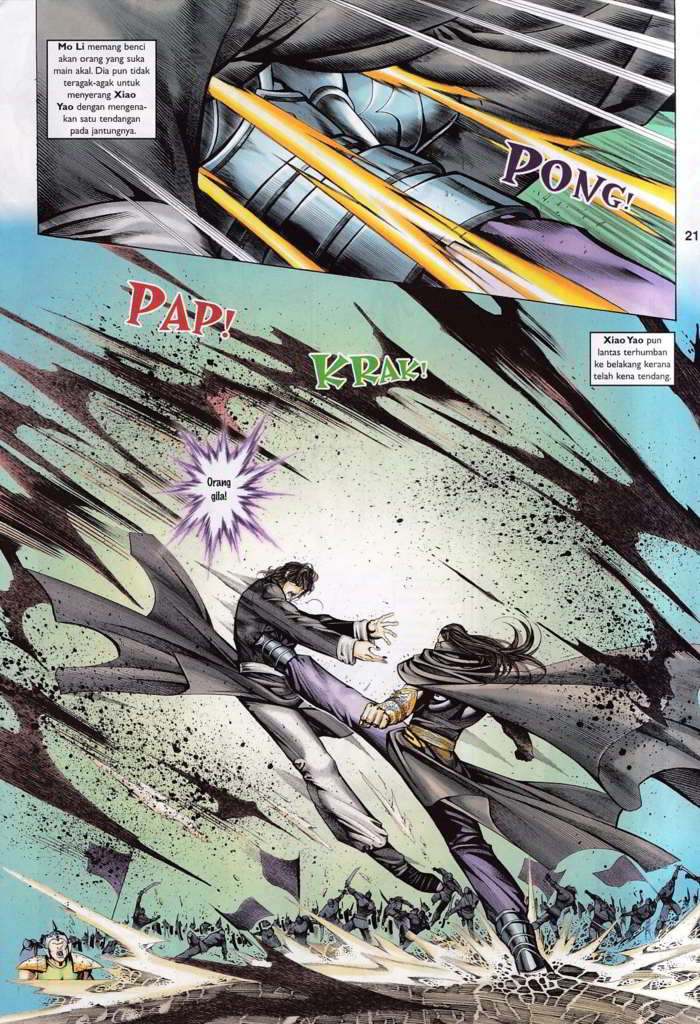 Mo Li memang benci
akan orang yang suka
main akal. Dia pun tidak
teragak-agak untuk
menyerang Xiao
Yao dengan mengena-
kan satu tendangan
pada jantungnya.
PONG!
21
PAP!
KRAK!
Xiao Yao pun
lantas terhumban
ke belakang kerana
telah kena tendang.
Orang
gila!